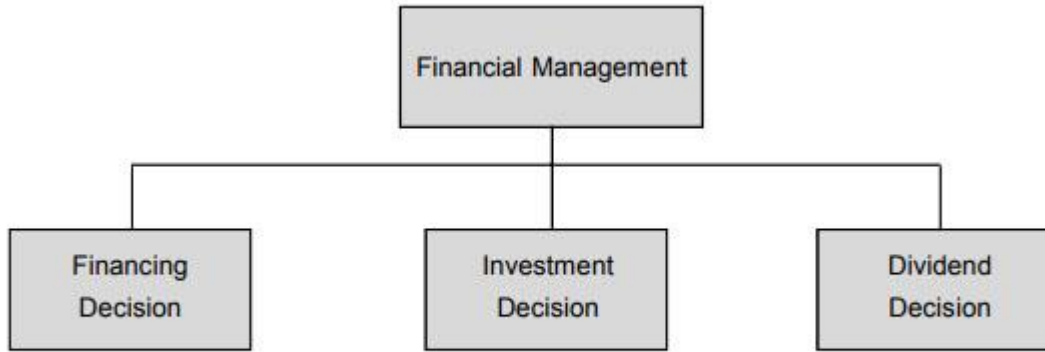 Financial Management
Financing
Decision
Investment
Decision
Dividend
Decision